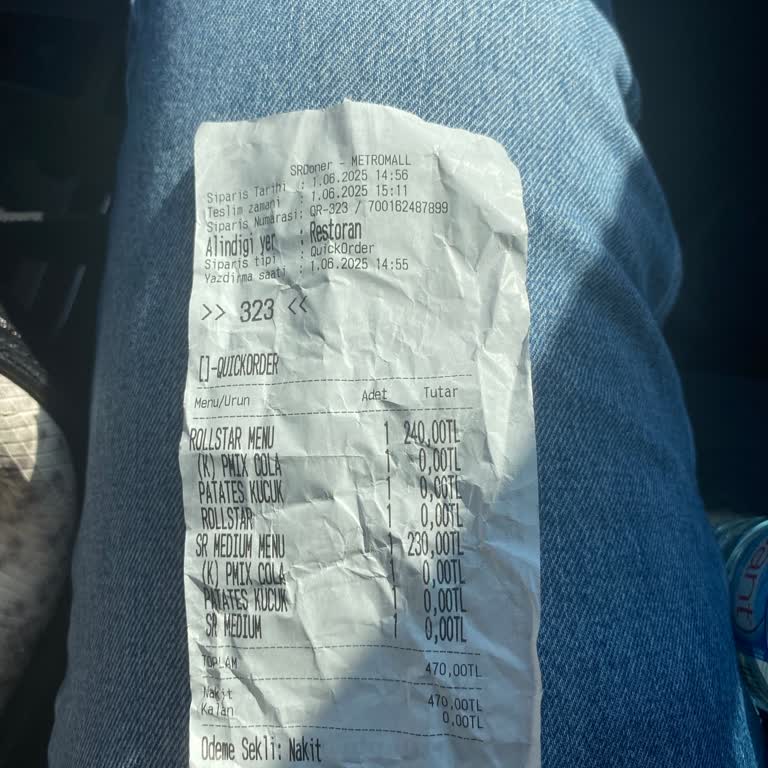 SRDoner - METROMALL
Siparis Tarihi : 1.06.2025 14:56
Teslim zamani : 1.06.2025 15:11
Siparis Numarasi: QR-323 / 700162487899
Alindigi yer : Restoran
Siparis tipi : QuickOrder
Yazdirma saati : 1.06.2025 14:55
>> 323 <<
[]-QUICKORDER
Menu/Urun Adet Tutar
ROLLSTAR MENU 1 240,00TL
(K) PMIX COLA 1 0,00TL
PATATES KUCUK 1 0,00TL
ROLLSTAR 1 0,00TL
SR MEDIUM MENU 1 230,00TL
(K) PMIX COLA 1 0,00TL
PATATES KUCUK 1 0,00TL
SR MEDIUM 1 0,00TL
TOPLAM 470,00TL
Nakit 470,00TL
Kalan 0,00TL
Odeme Sekli: Nakit